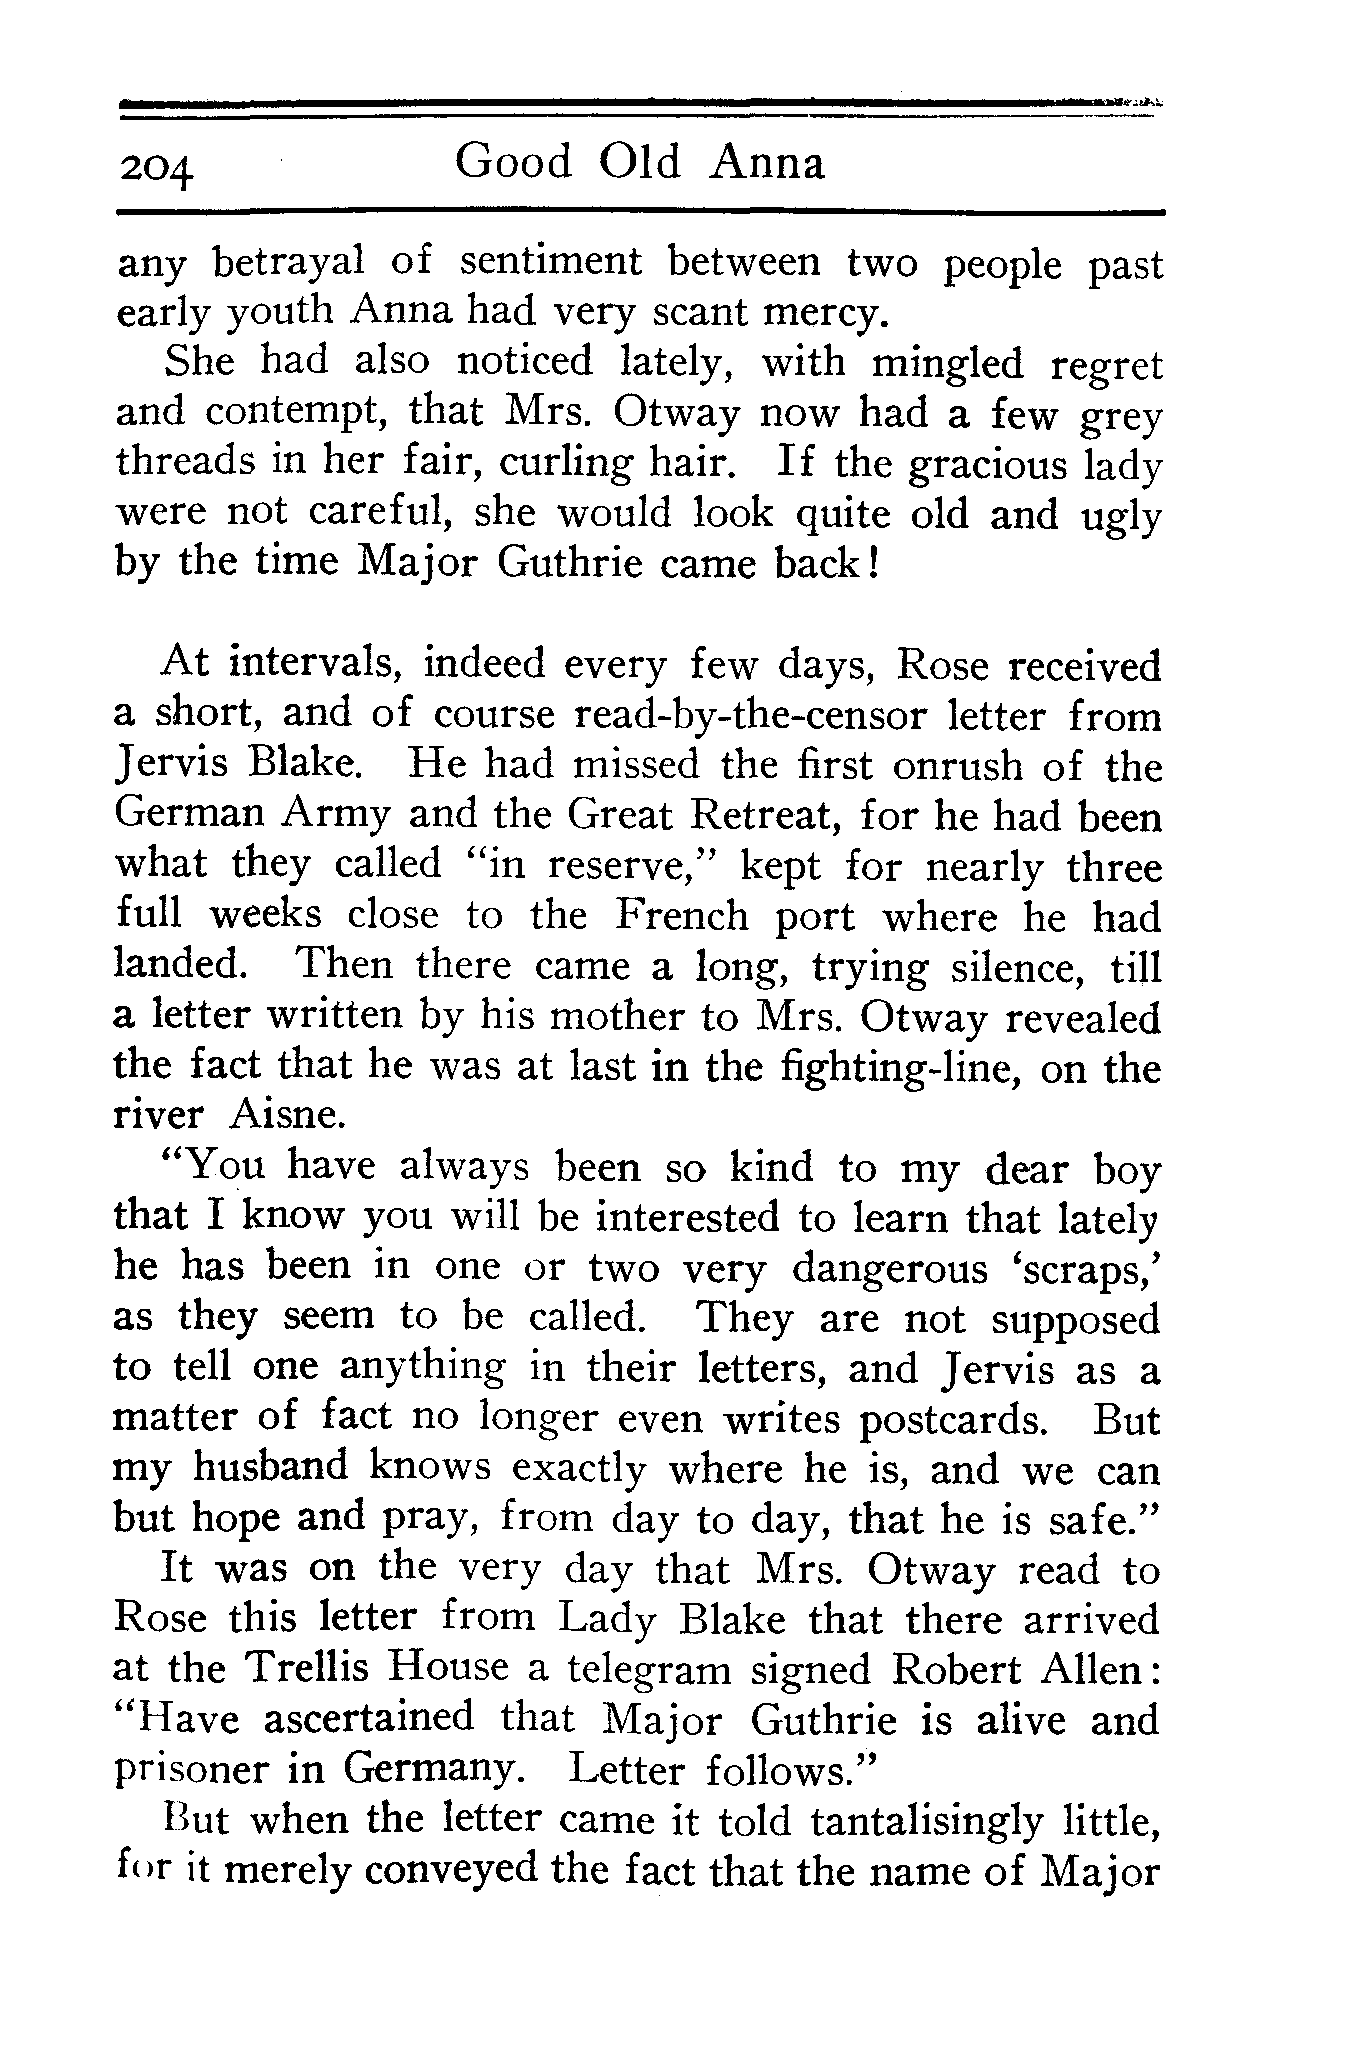 204 Good Old Anna
any betrayal of sentiment between two people past
early youth Anna had very scant mercy.
She had also noticed lately, with mingled regret
and contempt, that Mrs. Otway now had a few grey
threads in her fair, curling hair. If the gracious lady
were not careful, she would look quite old and ugly
by the time Major Guthrie came back!
At intervals, indeed every few days, Rose received
a short, and of course read-by-the-censor letter from
Jervis Blake. He had missed the first onrush of the
German Army and the Great Retreat, for he had been
what they called "in reserve," kept for nearly three
full weeks close to the French port where he had
landed. Then there came a long, trying silence, till
a letter written by his mother to Mrs. Otway revealed
the fact that he was at last in the fighting-line, on the
river Aisne.
"You have always been so kind to my dear boy
that I know you will be interested to learn that lately
he has been in one or two very dangerous 'scraps,'
as they seem to be called. They are not supposed
to tell one anything in their letters, and Jervis as a
matter of fact no longer even writes postcards. But
my husband knows exactly where he is, and we can
but hope and pray, from day to day, that he is safe."
It was on the very day that Mrs. Otway read to
Rose this letter from Lady Blake that there arrived
at the Trellis House a telegram signed Robert Allen:
"Have ascertained that Major Guthrie is alive and
prisoner in Germany. Letter follows."
But when the letter came it told tantalisingly little,
for it merely conveyed the fact that the name of Major